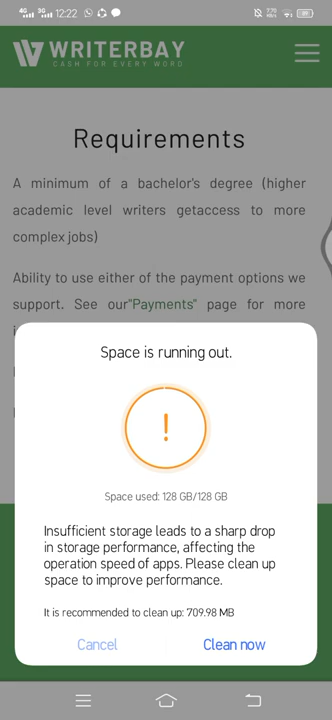 4G 3G 12:22
WRITERBAY
CASH FOR EVERY WORD
Requirements
A minimum of a bachelor's degree (higher
academic level writers getaccess to more
complex jobs)
Ability to use either of the payment options we
support. See our"Payments" page for more
Space is running out.
!
Space used: 128 GB/128 GB
Insufficient storage leads to a sharp drop
in storage performance, affecting the
operation speed of apps. Please clean up
space to improve performance.
It is recommended to clean up: 709.98 MB
Cancel
Clean now